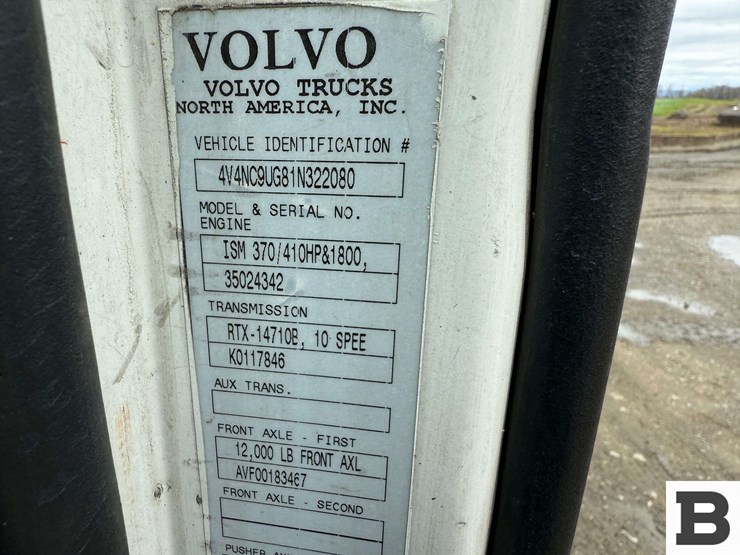 VOLVO
VOLVO TRUCKS
NORTH AMERICA, INC.
VEHICLE IDENTIFICATION #
4V4NC9UG81N322080
MODEL & SERIAL NO.
ENGINE
ISM 370/410HP&1800,
35024342
TRANSMISSION
RTX-14710B, 10 SPEE
K0117846
AUX TRANS.
FRONT AXLE - FIRST
12,000 LB FRONT AXL
AVF00183467
FRONT AXLE - SECOND
PUSHER
B